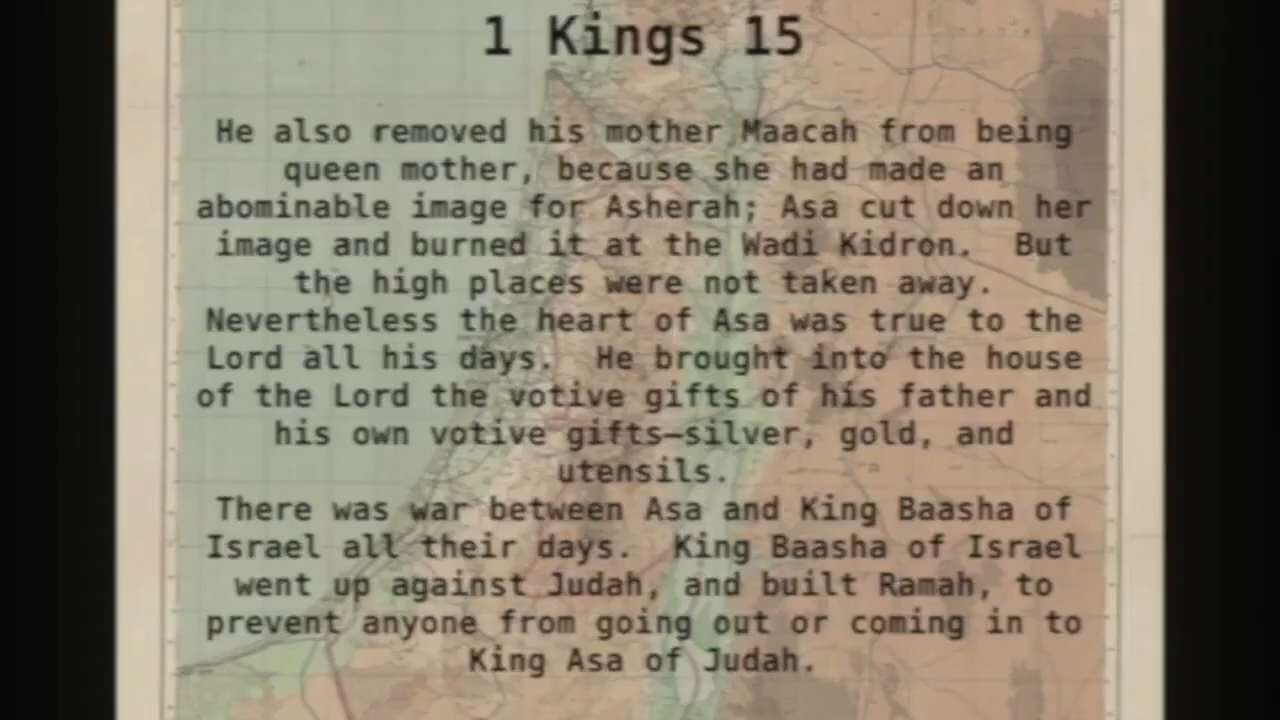 1 Kings 15
He also removed his mother Maacah from being
queen mother, because she had made an
abominable image for Asherah; Asa cut down her
image and burned it at the Wadi Kidron.  But
the high places were not taken away.
Nevertheless the heart of Asa was true to the
Lord all his days.  He brought into the house
of the Lord the votive gifts of his father and
his own votive gifts—silver, gold, and
utensils.
There was war between Asa and King Baasha of
Israel all their days.  King Baasha of Israel
went up against Judah, and built Ramah, to
prevent anyone from going out or coming in to
King Asa of Judah.